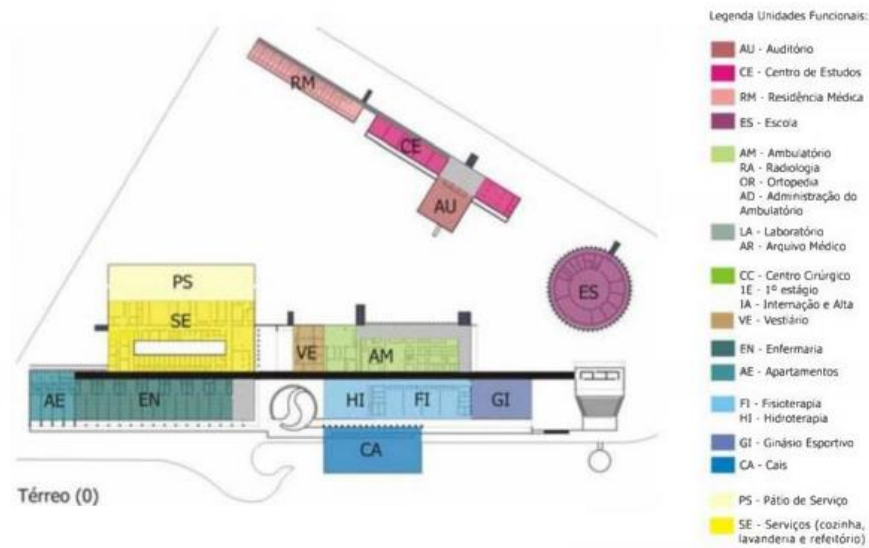 Legenda Unidades Funcionais:
AU - Auditório
CE - Centro de Estudos
RM - Residência Médica
ES - Escola
AM - Ambulatório
RA - Radiologia
OR - Ortopedia
AD - Administração do
Ambulatório
LA - Laboratório
AR - Arquivo Médico
CC - Centro Cirúrgico
1E - 1º estágio
IA - Internação e Alta
VE - Vestiário
EN - Enfermaria
AE - Apartamentos
FI - Fisioterapia
HI - Hidroterapia
GI - Ginásio Esportivo
CA - Cais
PS - Pátio de Serviço
SE - Serviços (cozinha,
lavanderia e refeitório)
RM
CE
AU
ES
PS
SE
VE
AM
AE
EN
HI
FI
GI
CA
Térreo (0)